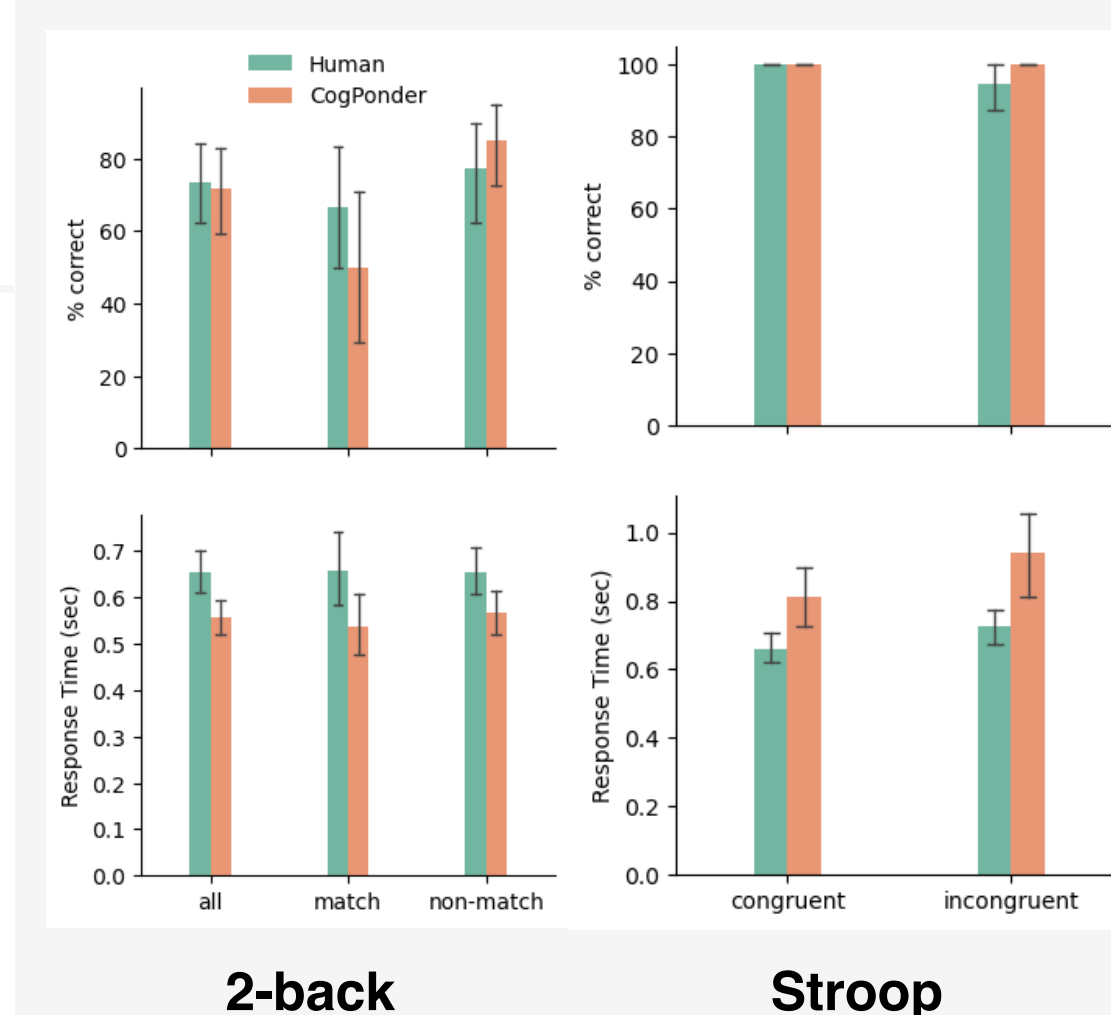 Human
CogPonder
% correct
80
60
40
20
0
% correct
100
80
60
40
20
0
Response Time (sec)
0.7
0.6
0.5
0.4
0.3
0.2
0.1
0.0
all match non-match
Response Time (sec)
1.0
0.8
0.6
0.4
0.2
0.0
congruent incongruent
2-back
Stroop